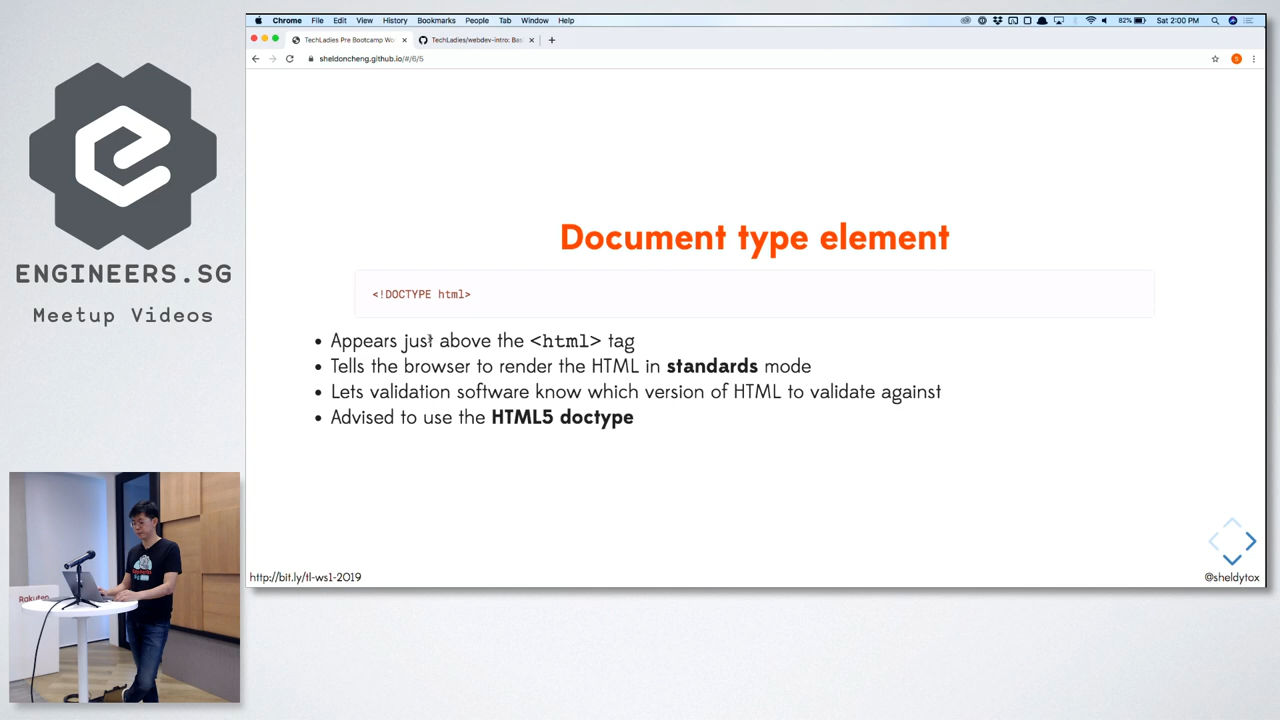 Chrome File Edit View History Bookmarks People Tab Window Help 82% Sat 2:00 PM
TechLadies Pre Bootcamp Wo TechLadies/webdev-intro: Bas
sheldoncheng.github.io/#/6/5
S
ENGINEERS.SG
Meetup Videos
Document type element
<!DOCTYPE html>
Appears just above the <html> tag
Tells the browser to render the HTML in standards mode
Lets validation software know which version of HTML to validate against
Advised to use the HTML5 doctype
Rakuten
http://bit.ly/tl-ws1-2019
@sheldytox